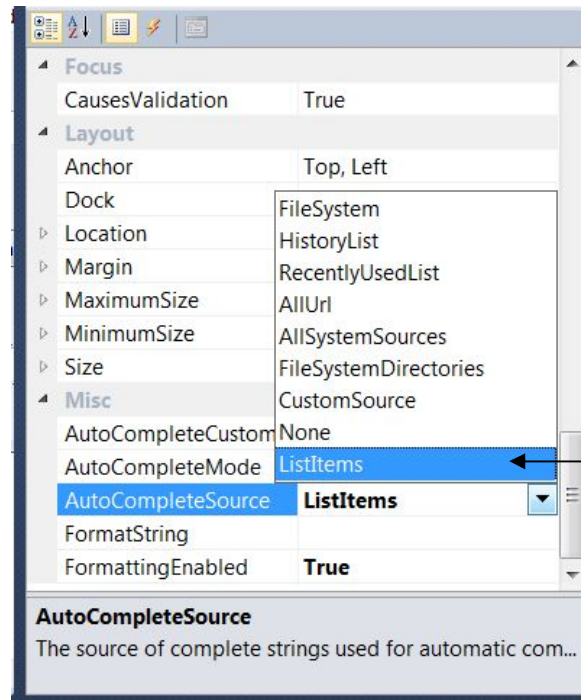 Focus
CausesValidation True
Layout
Anchor Top, Left
Dock
FileSystem
Location
HistoryList
Margin
RecentlyUsedList
MaximumSize
AllUrl
MinimumSize
AllSystemSources
Size
FileSystemDirectories
Misc
CustomSource
AutoCompleteCustom
None
AutoCompleteMode
ListItems
AutoCompleteSource ListItems
FormatString
FormattingEnabled True
AutoCompleteSource
The source of complete strings used for automatic com...